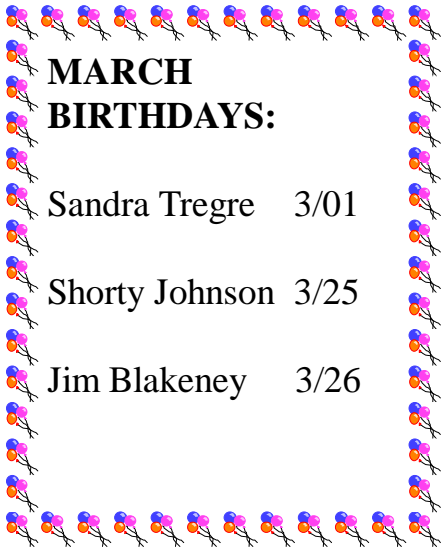 MARCH
BIRTHDAYS:
Sandra Tregre 3/01
Shorty Johnson 3/25
Jim Blakeney 3/26